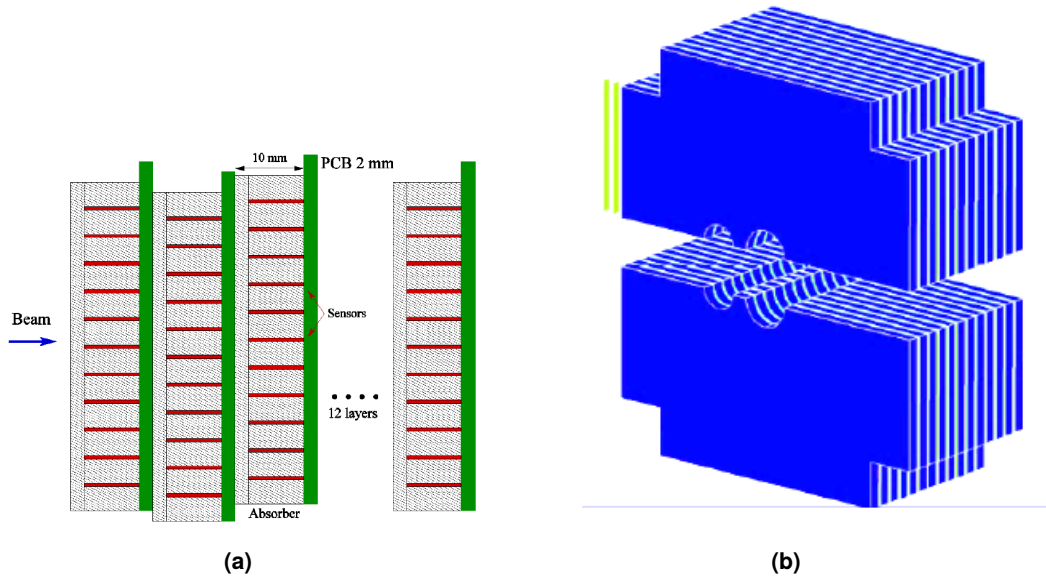 10 mm
PCB 2 mm
Beam
Sensors
12 layers
Absorber
(a)
(b)